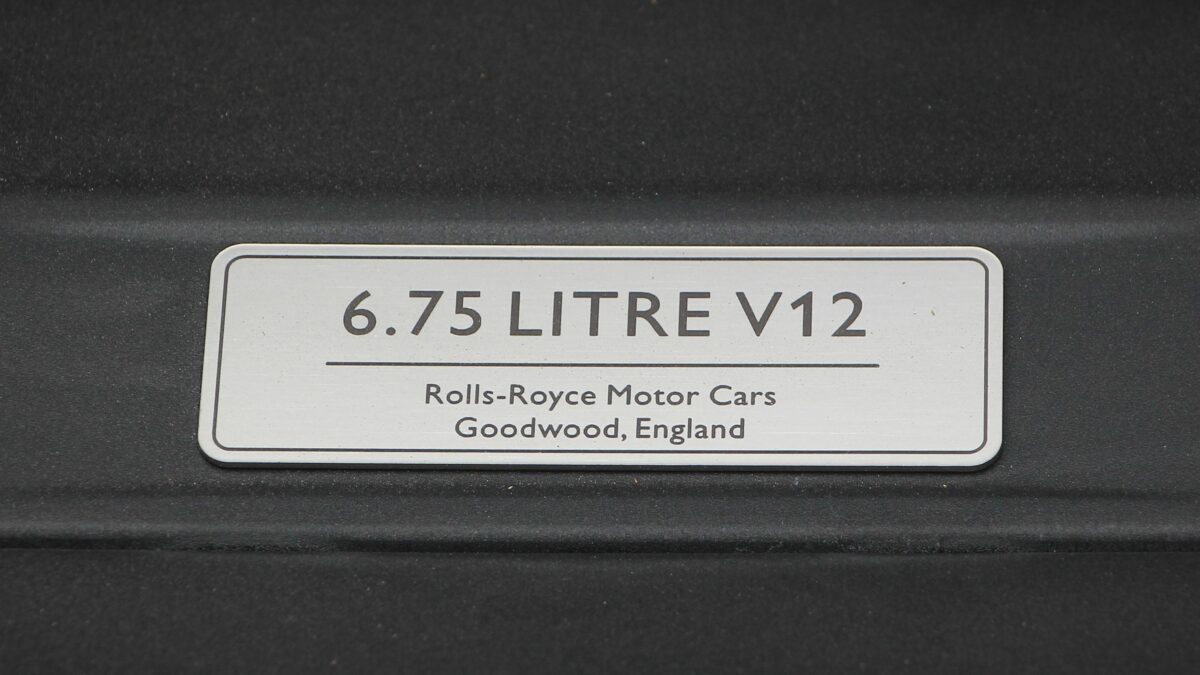 6.75 LITRE V12
Rolls-Royce Motor Cars
Goodwood, England